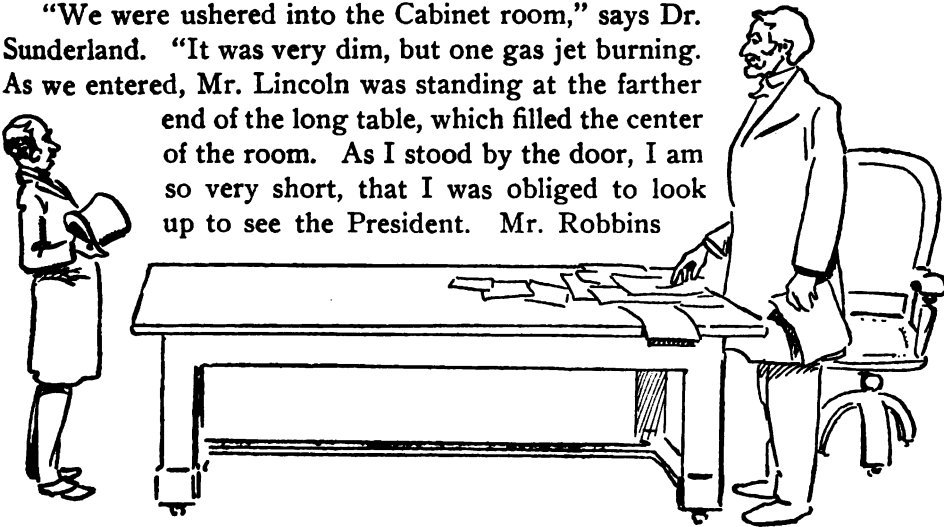 “We were ushered into the Cabinet room,” says Dr.
Sunderland. “It was very dim, but one gas jet burning.
As we entered, Mr. Lincoln was standing at the farther
end of the long table, which filled the center
of the room. As I stood by the door, I am
so very short, that I was obliged to look
up to see the President. Mr. Robbins